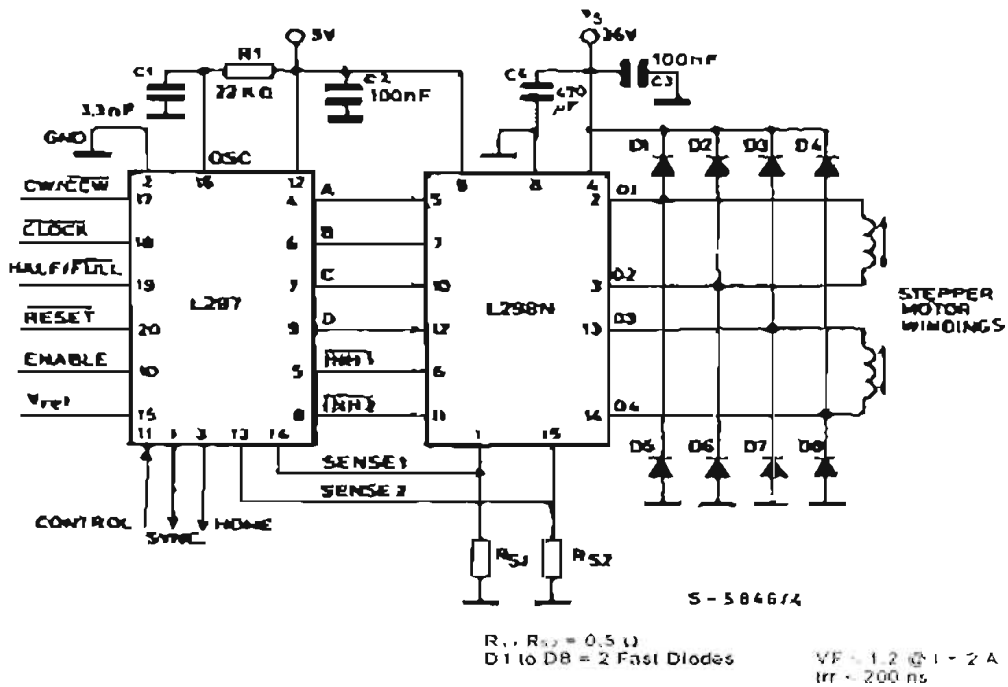 5V
36V
R1
22 KΩ
C1
3.3nF
C2
100nF
C4
470
µF
100nF
C3
GND
OSC
2
16
12
9
8
4
D1
D2
D3
D4
CW/CCW
17
4
A
5
2
O1
CLOCK
18
6
B
7
HALF/FULL
19
7
C
10
3
O2
L297
L298N
RESET
20
9
D
12
13
O3
STEPPER
MOTOR
WINDINGS
ENABLE
10
5
INH1
6
Vref
15
8
INH2
11
14
O4
11
1
3
13
14
1
15
D5
D6
D7
D8
SENSE1
SENSE2
CONTROL
SYNC
HOME
RS1
RS2
S-5846/4
= 0.5 Ω
D1 to D8 = 2 Fast Diodes
1.2 @ I = 2 A
200 ns